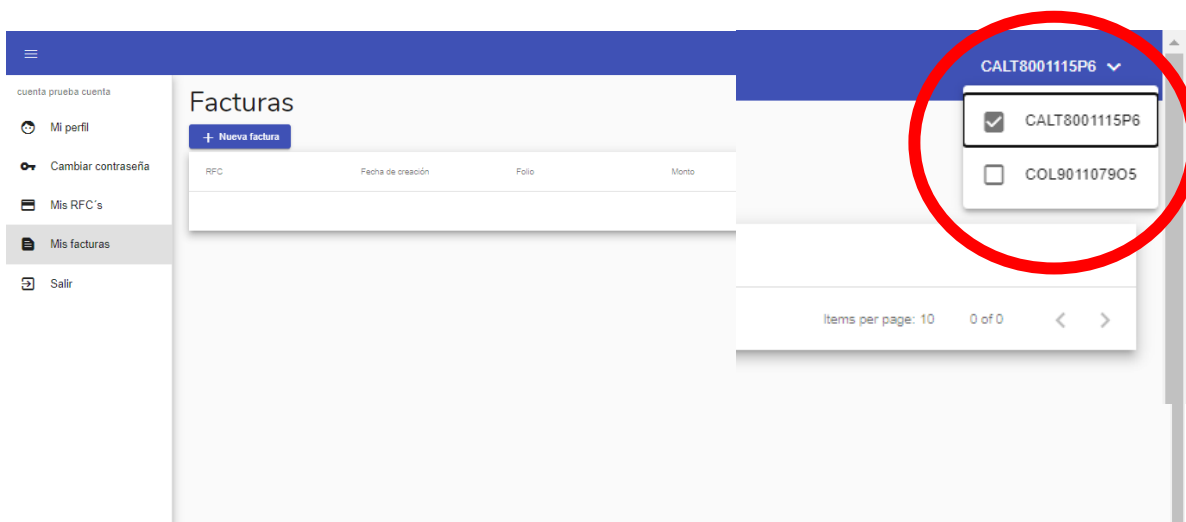 CALT8001115P6
cuenta prueba cuenta
Mi perfil
Cambiar contraseña
Mis RFC´s
Mis facturas
Salir
Facturas
+ Nueva factura
RFC Fecha de creación Folio Monto
CALT8001115P6
COL9011079O5
Items per page: 10 0 of 0